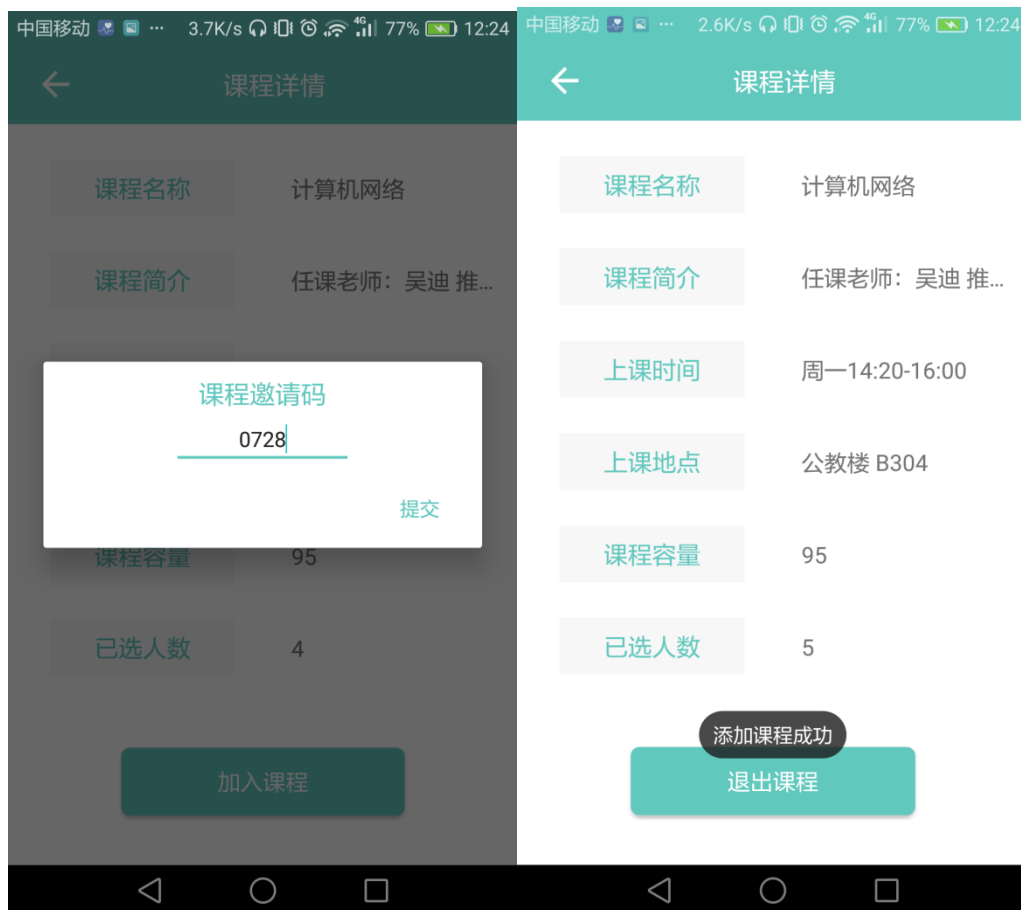 中国移动 ... 3.7K/s 4G 77% 12:24
课程详情
课程名称 计算机网络
课程简介 任课老师：吴迪 推...
课程邀请码
0728
提交
课程容量 95
已选人数 4
加入课程
中国移动 ... 2.6K/s 4G 77% 12:24
课程详情
课程名称 计算机网络
课程简介 任课老师：吴迪 推...
上课时间 周一14:20-16:00
上课地点 公教楼 B304
课程容量 95
已选人数 5
添加课程成功
退出课程